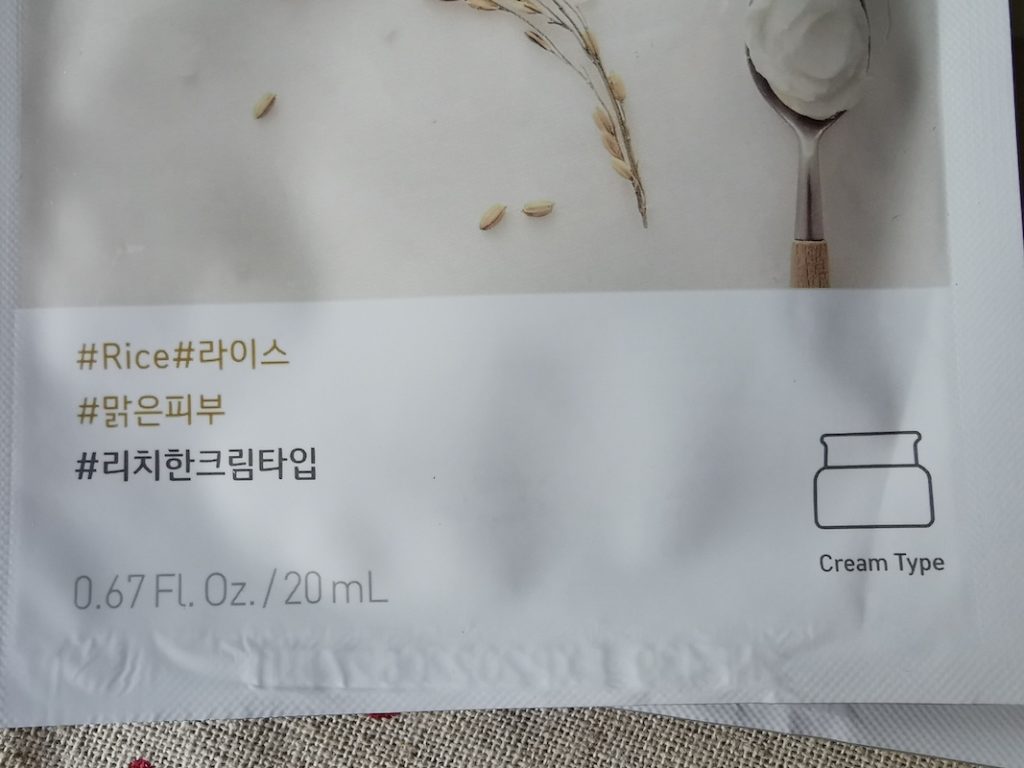 #Rice#라이스
#맑은피부
#리치한크림타입
0.67 Fl. Oz. / 20 mL
Cream Type